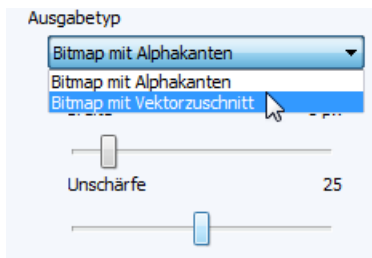 Ausgabetyp
Bitmap mit Alphakanten
Bitmap mit Alphakanten
Bitmap mit Vektorzuschnitt
Unschärfe 25